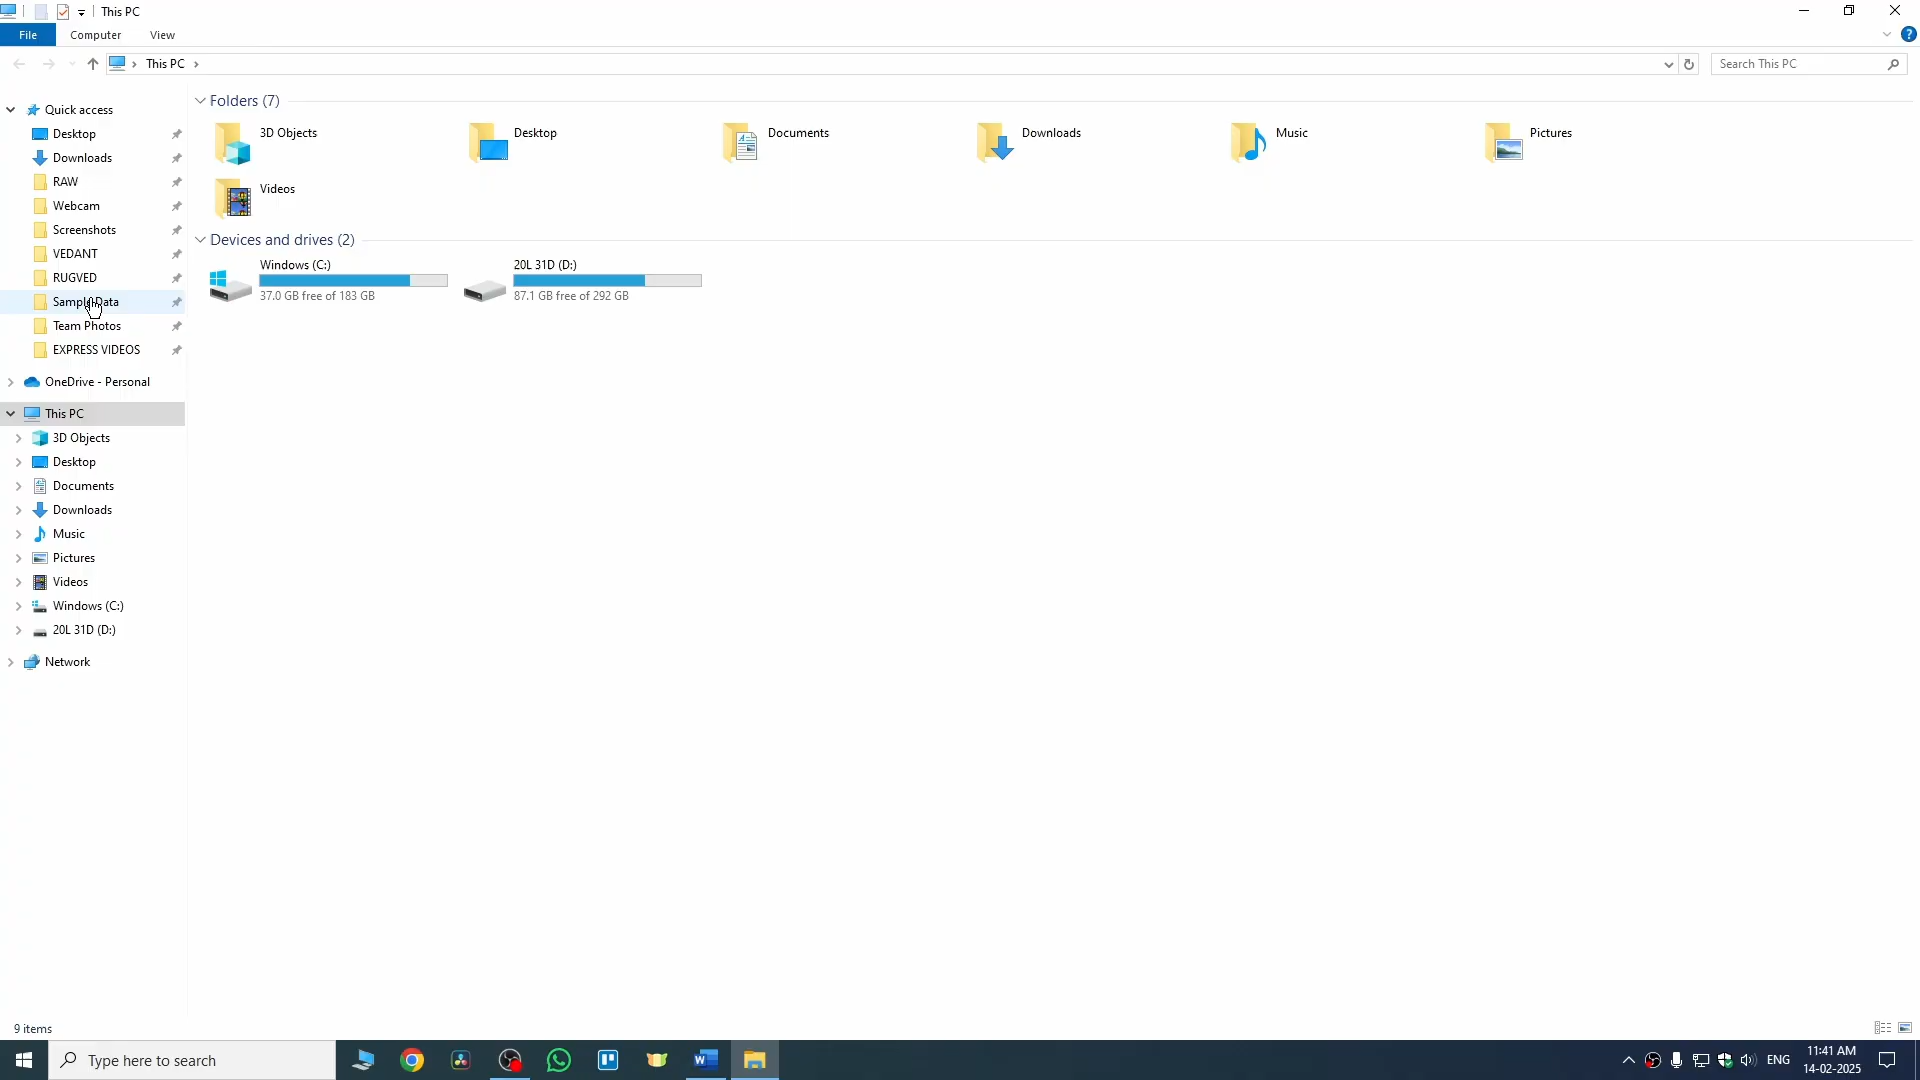 This PC
File Computer View
This PC
Search This PC
Quick access
Desktop
Downloads
RAW
Webcam
Screenshots
VEDANT
RUGVED
Sample Data
Team Photos
EXPRESS VIDEOS
OneDrive - Personal
This PC
3D Objects
Desktop
Documents
Downloads
Music
Pictures
Videos
Windows (C:)
20L 31D (D:)
Network
Folders (7)
3D Objects Desktop Documents Downloads Music Pictures
Videos
Devices and drives (2)
Windows (C:)
37.0 GB free of 183 GB
20L 31D (D:)
87.1 GB free of 292 GB
9 items
Type here to search
ENG
11:41 AM
14-02-2025